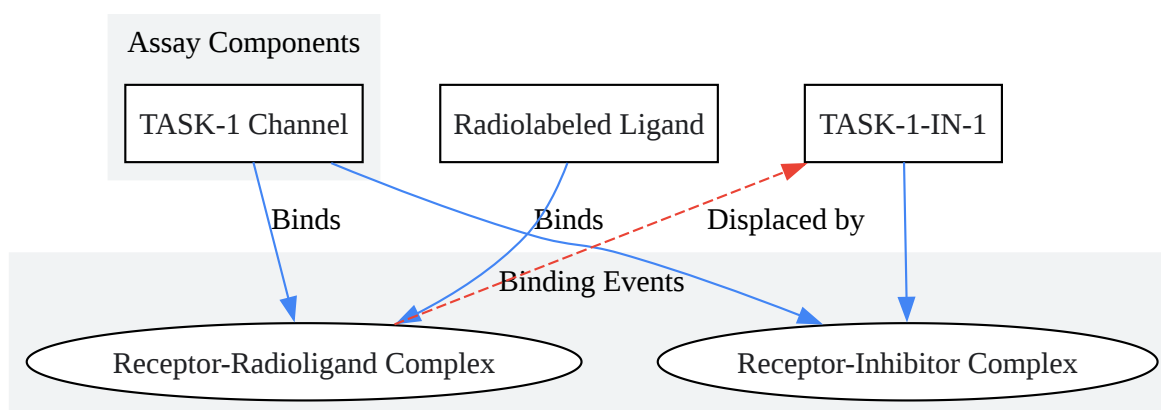 Assay Components
TASK-1 Channel
Radiolabeled Ligand
TASK-1-IN-1
Binds
Binds
Displaced by
Binding Events
Receptor-Radioligand Complex
Receptor-Inhibitor Complex